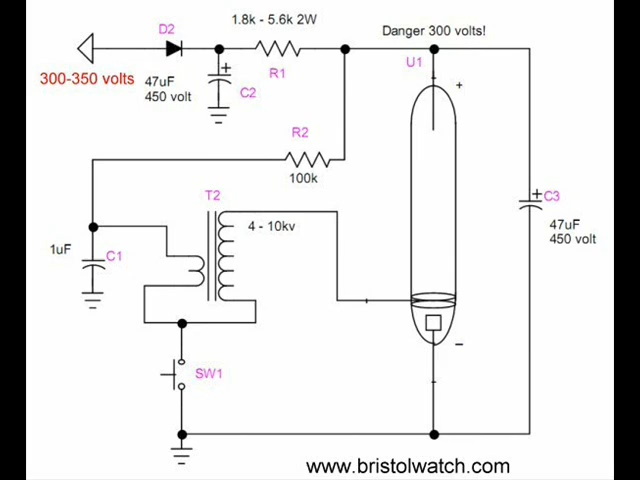 D2
1.8k - 5.6k 2W
Danger 300 volts!
U1
+
300-350 volts
47uF
450 volt
+
C2
R1
R2
100k
T2
4 - 10kv
+
C3
47uF
450 volt
1uF
C1
SW1
–
www.bristolwatch.com